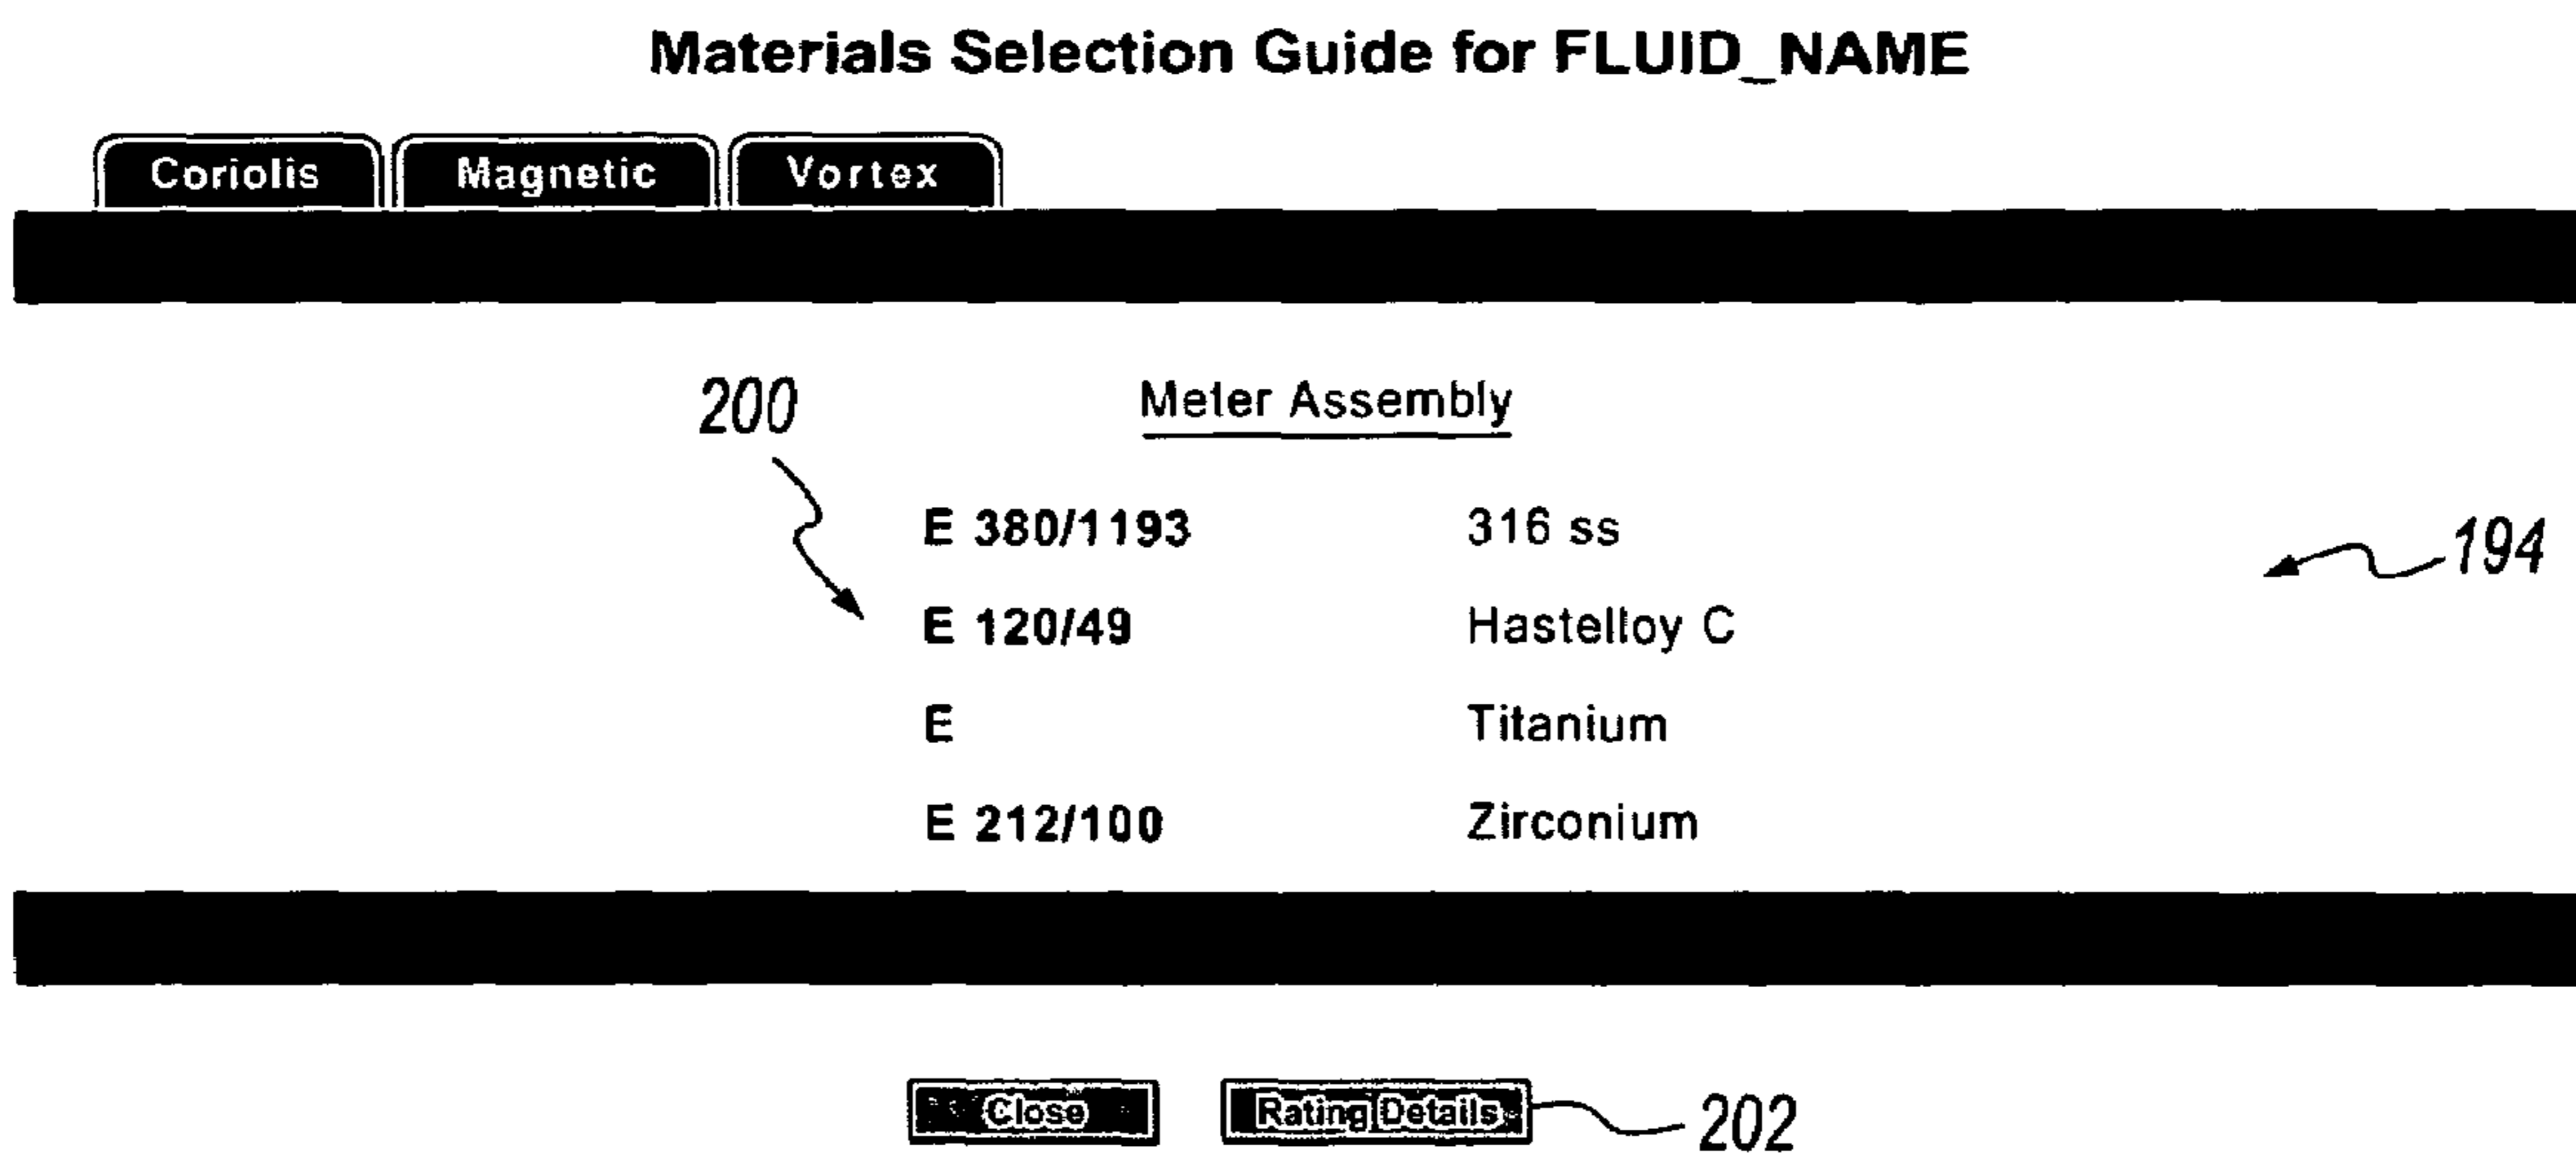 Materials Selection Guide for FLUID_NAME
Coriolis Magnetic Vortex
200 Meter Assembly
E 380/1193 316 ss
194
E 120/49 Hastelloy C
E Titanium
E 212/100 Zirconium
Close Rating Details 202